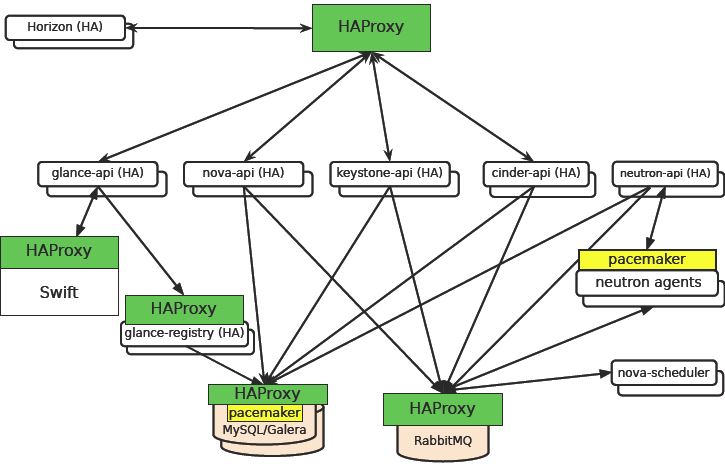 Horizon (HA)
HAProxy
glance-api (HA)
nova-api (HA)
keystone-api (HA)
cinder-api (HA)
neutron-api (HA)
HAProxy
Swift
pacemaker
neutron agents
HAProxy
glance-registry (HA)
nova-scheduler
HAProxy
pacemaker
MySQL/Galera
HAProxy
RabbitMQ